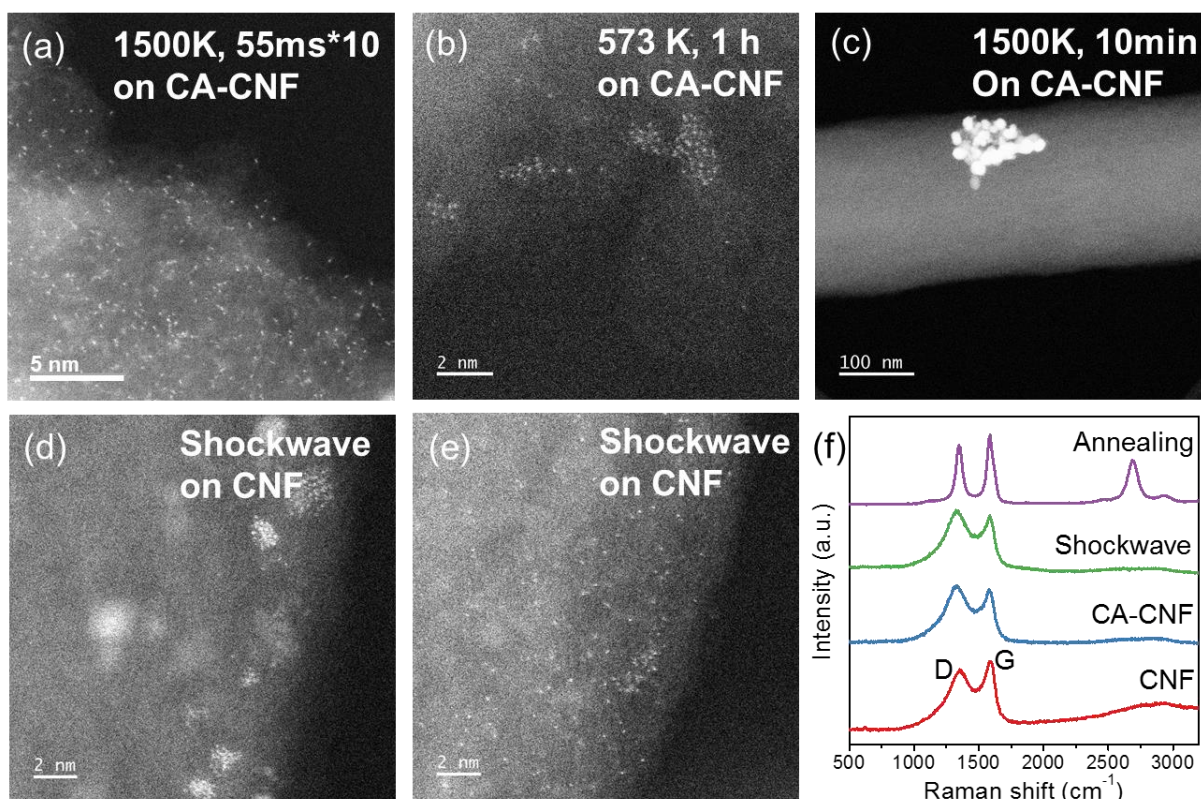 (a) 1500K, 55ms*10
on CA-CNF
5 nm
(b) 573 K, 1 h
on CA-CNF
2 nm
(c) 1500K, 10min
On CA-CNF
100 nm
(d) Shockwave
on CNF
2 nm
(e) Shockwave
on CNF
2 nm
(f)
Annealing
Shockwave
CA-CNF
D G
CNF
Intensity (a.u.)
500 1000 1500 2000 2500 3000
Raman shift (cm⁻¹)